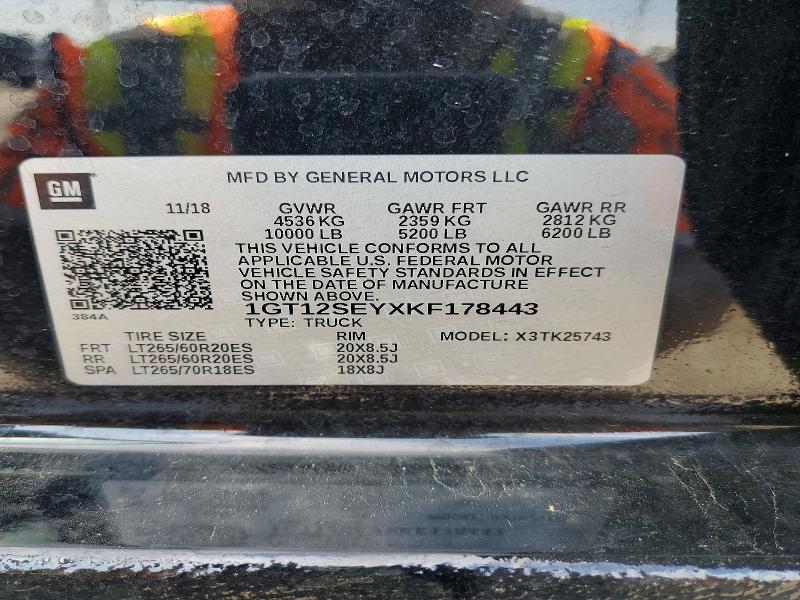 GM
MFD BY GENERAL MOTORS LLC
11/18 GVWR GAWR FRT GAWR RR
4536 KG 2359 KG 2812 KG
10000 LB 5200 LB 6200 LB
THIS VEHICLE CONFORMS TO ALL
APPLICABLE U.S. FEDERAL MOTOR
VEHICLE SAFETY STANDARDS IN EFFECT
ON THE DATE OF MANUFACTURE
SHOWN ABOVE.
384A
1GT12SEYXKF178443
TYPE: TRUCK
TIRE SIZE RIM MODEL: X3TK25743
FRT LT265/60R20ES 20X8.5J
RR LT265/60R20ES 20X8.5J
SPA LT265/70R18ES 18X8J